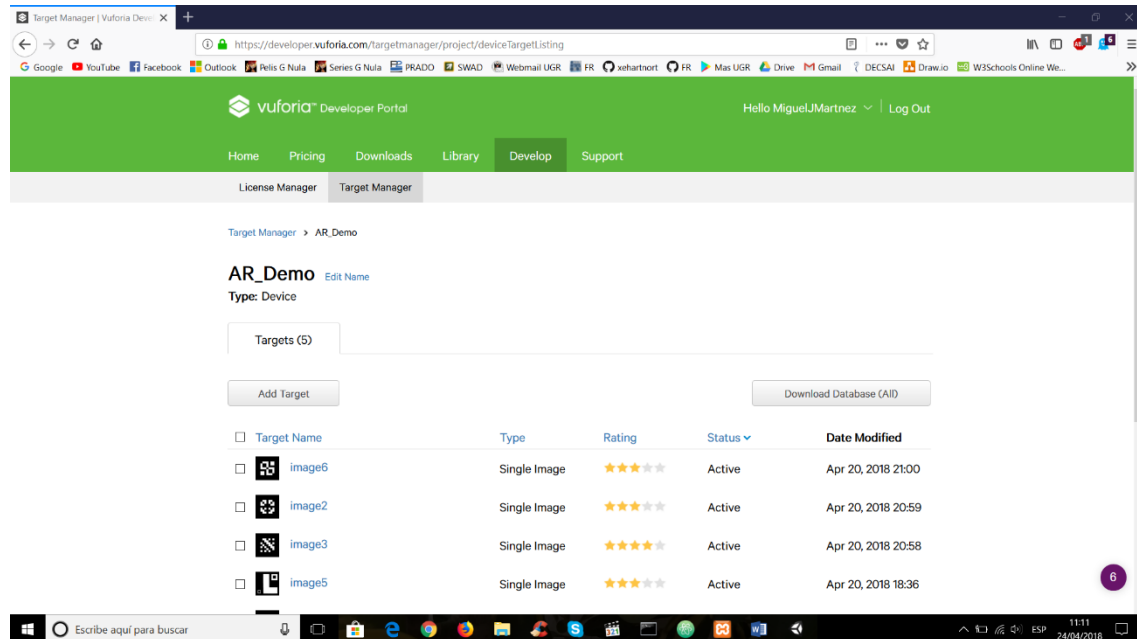 Target Manager | Vuforia Deve
https://developer.vuforia.com/targetmanager/project/deviceTargetListing
Google YouTube Facebook Outlook Pelis G Nula Series G Nula PRADO SWAD Webmail UGR FR xehartnort FR Mas UGR Drive Gmail DECSAI Draw.io W3Schools Online We...
1 6
vuforia™ Developer Portal
Hello MiguelJMartnez | Log Out
Home Pricing Downloads Library Develop Support
License Manager Target Manager
Target Manager > AR_Demo
AR_Demo Edit Name
Type: Device
Targets (5)
Add Target Download Database (All)
Target Name Type Rating Status Date Modified
image6 Single Image Active Apr 20, 2018 21:00
image2 Single Image Active Apr 20, 2018 20:59
image3 Single Image Active Apr 20, 2018 20:58
image5 Single Image Active Apr 20, 2018 18:36
6
Escribe aquí para buscar
ESP
11:11
24/04/2018